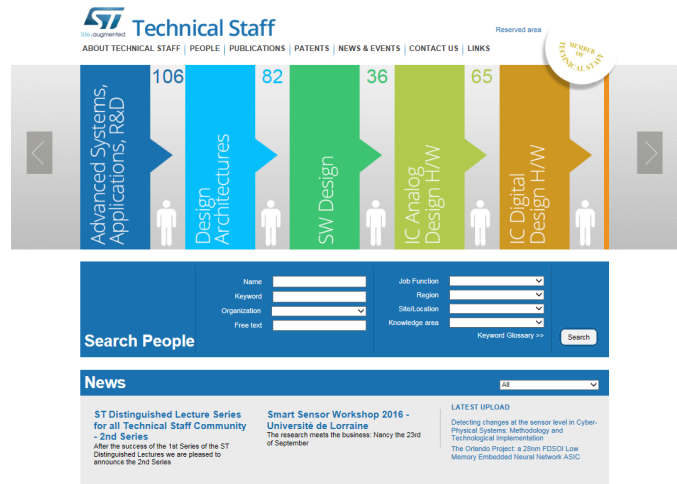 ST
life.augmented
Technical Staff
Reserved area
MEMBER OF TECHNICAL STAFF
ABOUT TECHNICAL STAFF | PEOPLE | PUBLICATIONS | PATENTS | NEWS & EVENTS | CONTACT US | LINKS
106
82
36
65
Advanced Systems,
Applications, R&D
Design
Architectures
SW Design
IC Analog
Design H/W
IC Digital
Design H/W
Search People
Name
Keyword
Organization
Free text
Job Function
Region
Site/Location
Knowledge area
Keyword Glossary >>
Search
News
All
ST Distinguished Lecture Series
for all Technical Staff Community
- 2nd Series
After the success of the 1st Series of the ST
Distinguished Lectures we are pleased to
announce the 2nd Series
Smart Sensor Workshop 2016 -
Université de Lorraine
The research meets the business: Nancy the 23rd
of September
LATEST UPLOAD
Detecting changes at the sensor level in Cyber-
Physical Systems: Methodology and
Technological Implementation
The Orlando Project: a 28nm FDSOI Low
Memory Embedded Neural Network ASIC